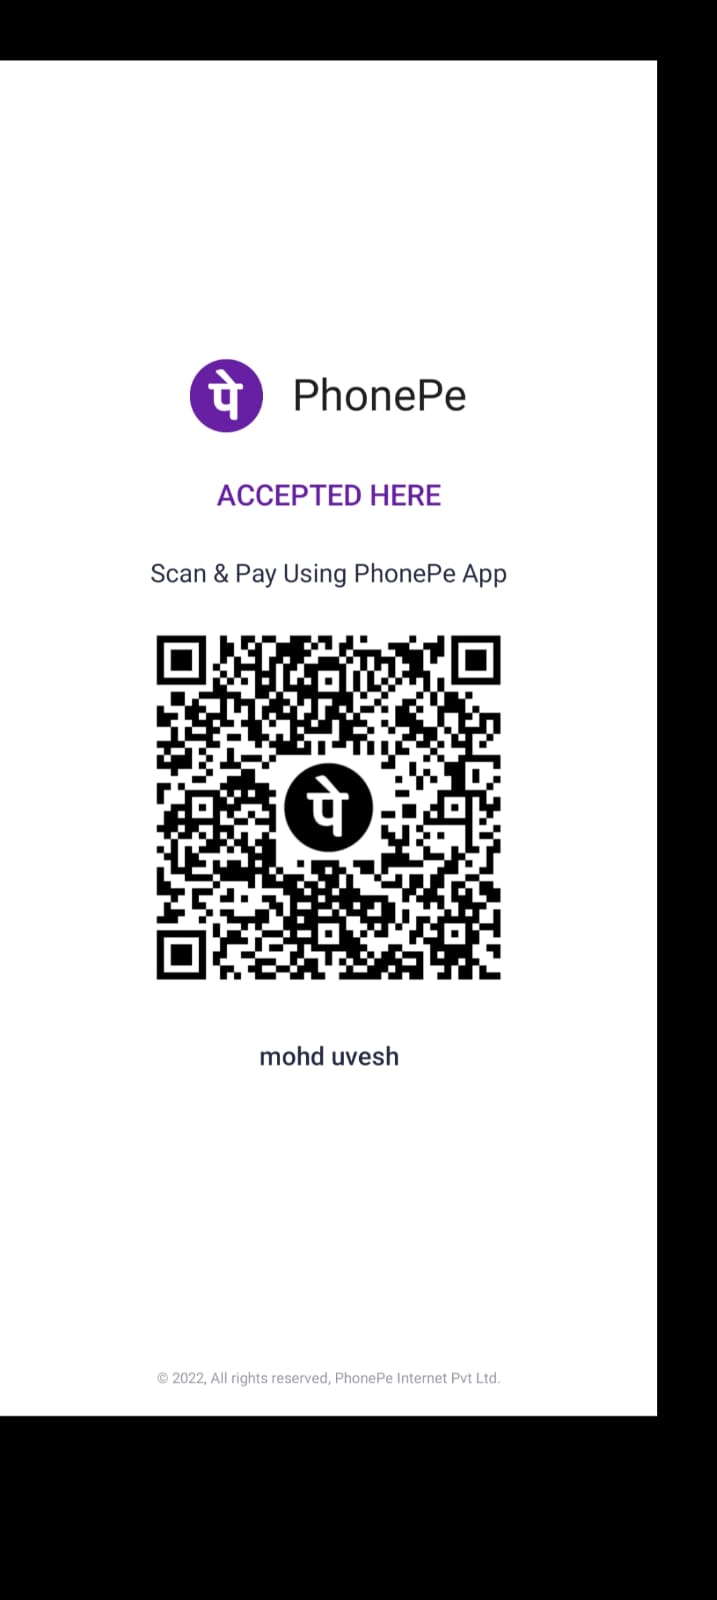 पे PhonePe
ACCEPTED HERE
Scan & Pay Using PhonePe App
पे
mohd uvesh
© 2022, All rights reserved, PhonePe Internet Pvt Ltd.